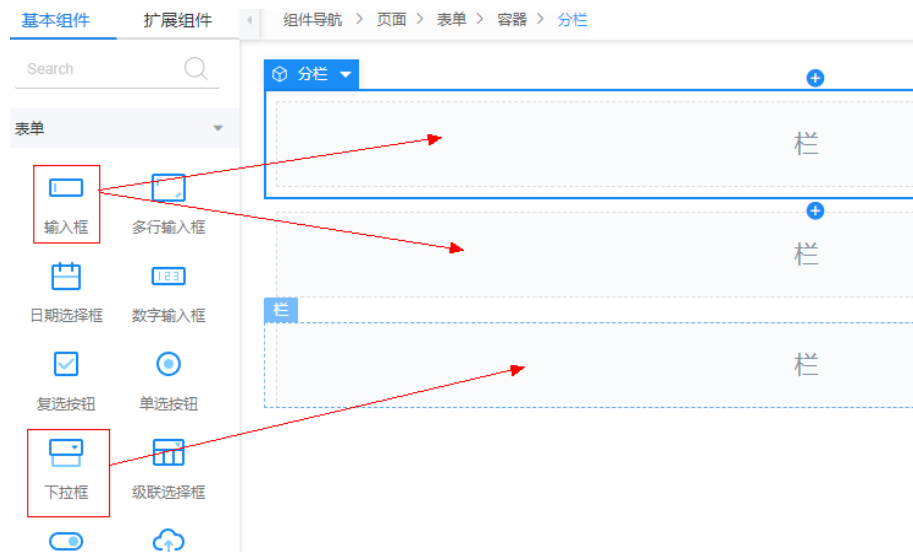 基本组件 扩展组件
组件导航 > 页面 > 表单 > 容器 > 分栏
Search
分栏
表单
栏
输入框 多行输入框
栏
123
日期选择框 数字输入框
栏
栏
复选按钮 单选按钮
下拉框 级联选择框